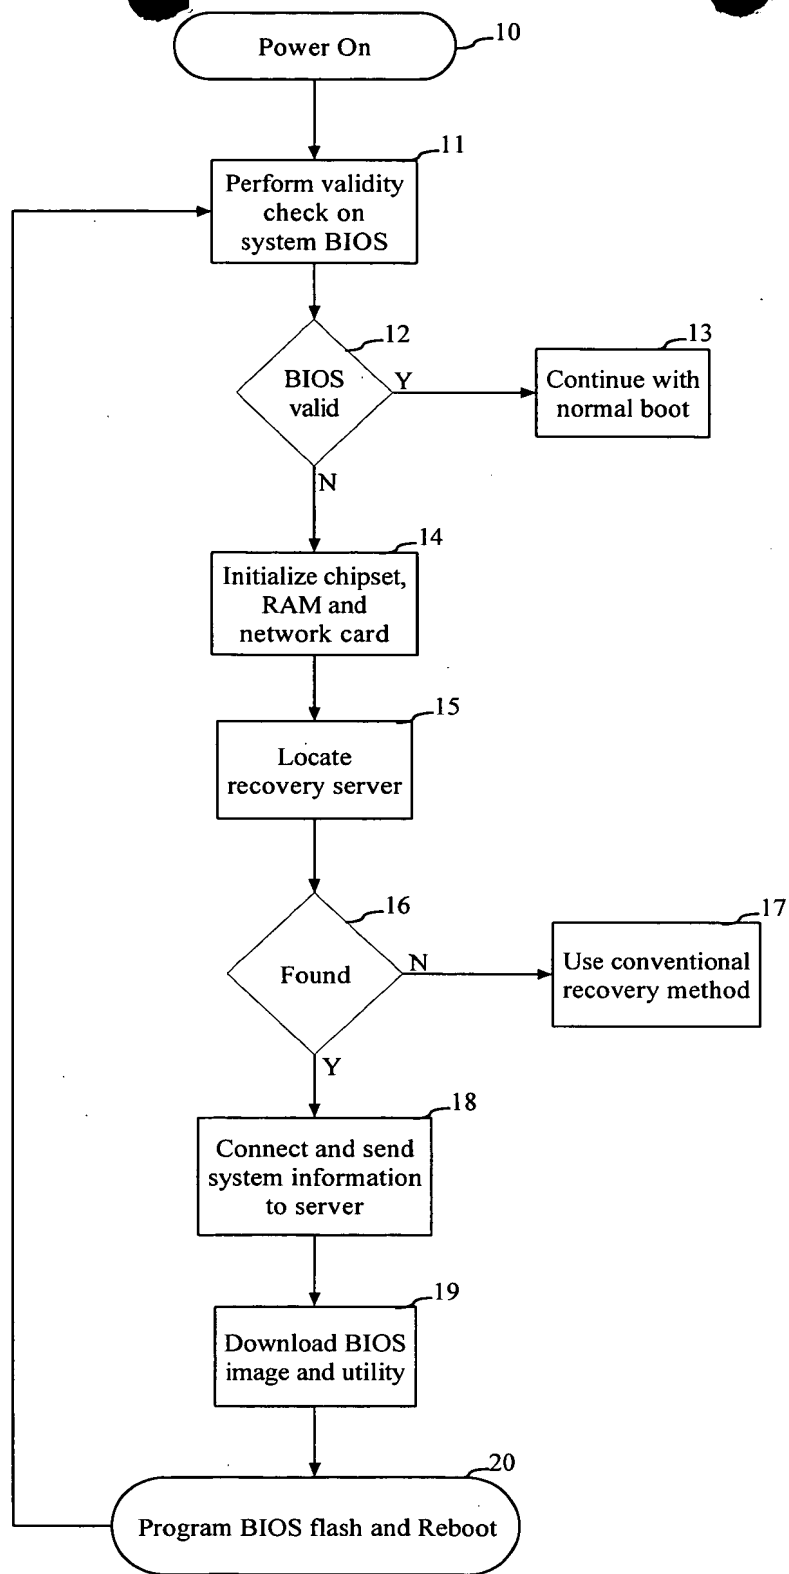 Power On
10
11
Perform validity
check on
system BIOS
12
BIOS
valid
Y
13
Continue with
normal boot
N
14
Initialize chipset,
RAM and
network card
15
Locate
recovery server
16
Found
N
17
Use conventional
recovery method
Y
18
Connect and send
system information
to server
19
Download BIOS
image and utility
20
Program BIOS flash and Reboot